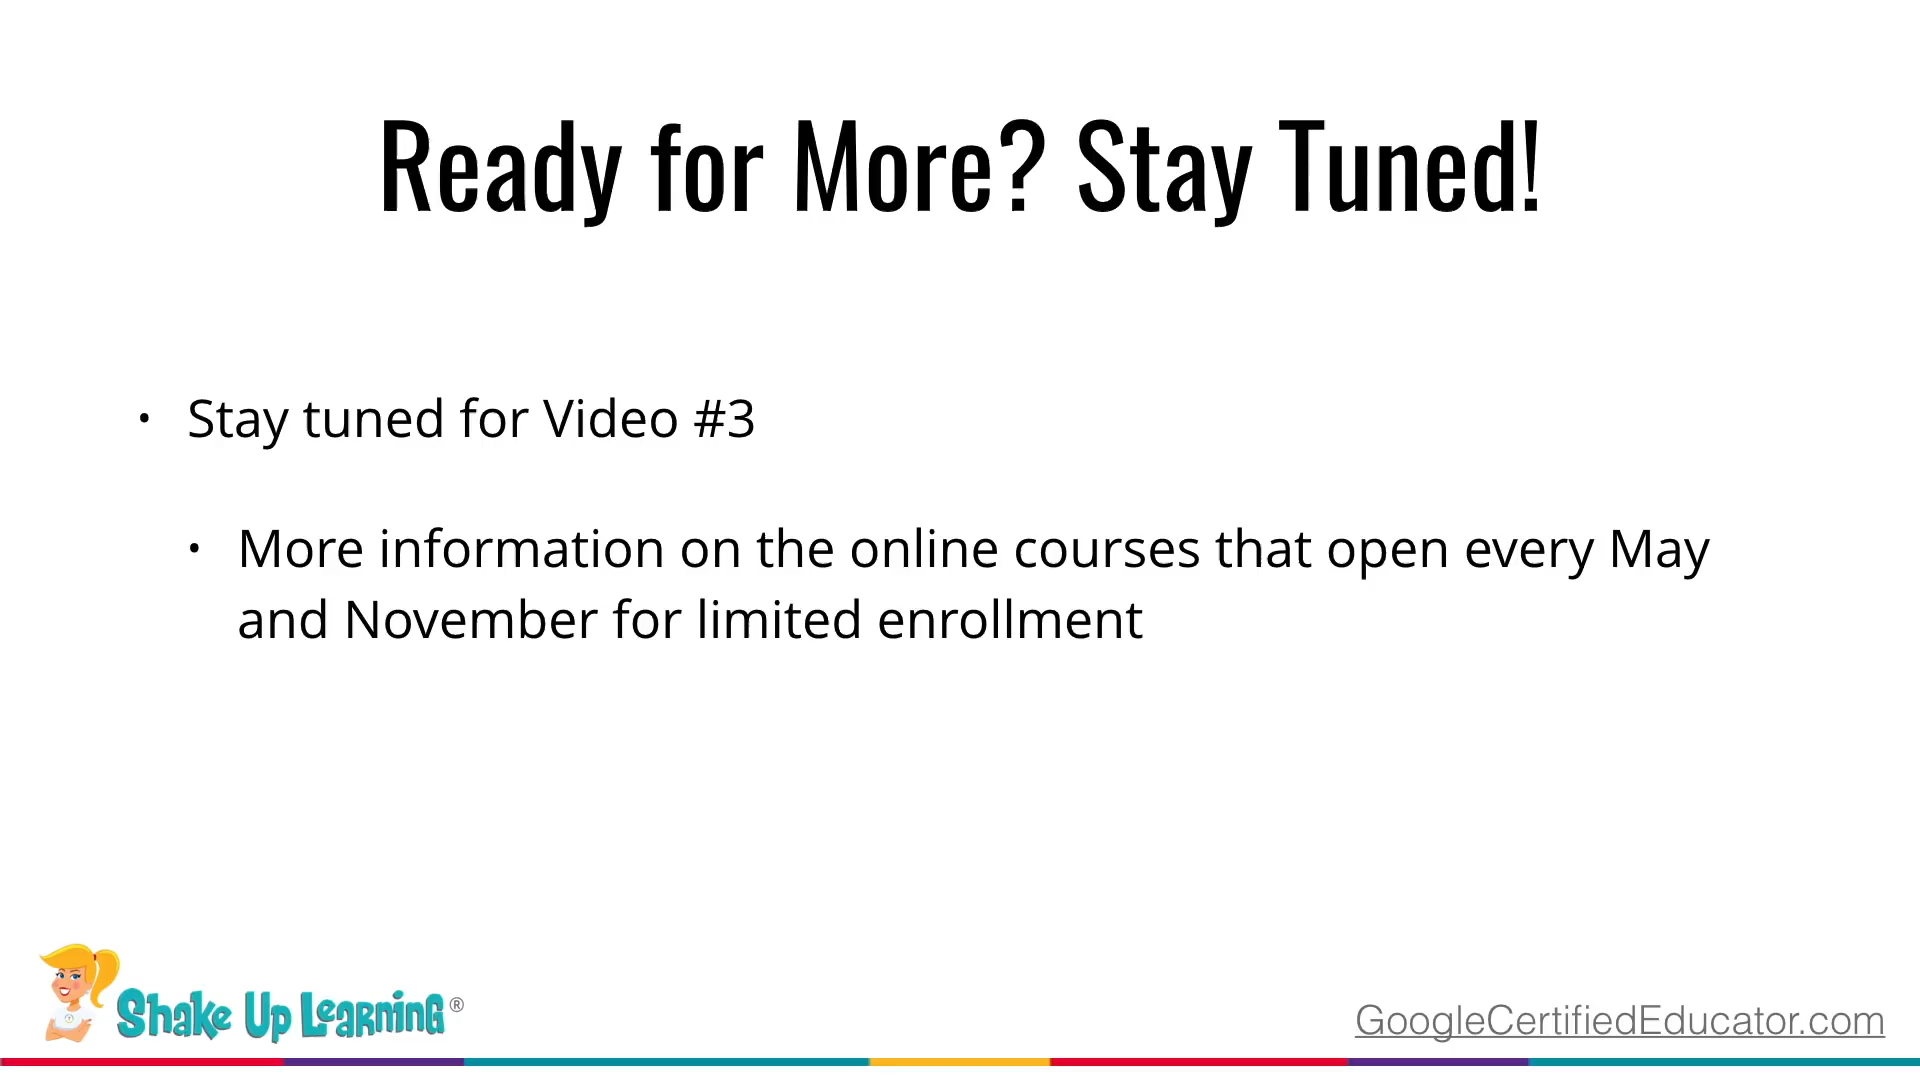 Ready for More? Stay Tuned!
• Stay tuned for Video #3
• More information on the online courses that open every May
and November for limited enrollment
Shake Up Learning®
GoogleCertifiedEducator.com